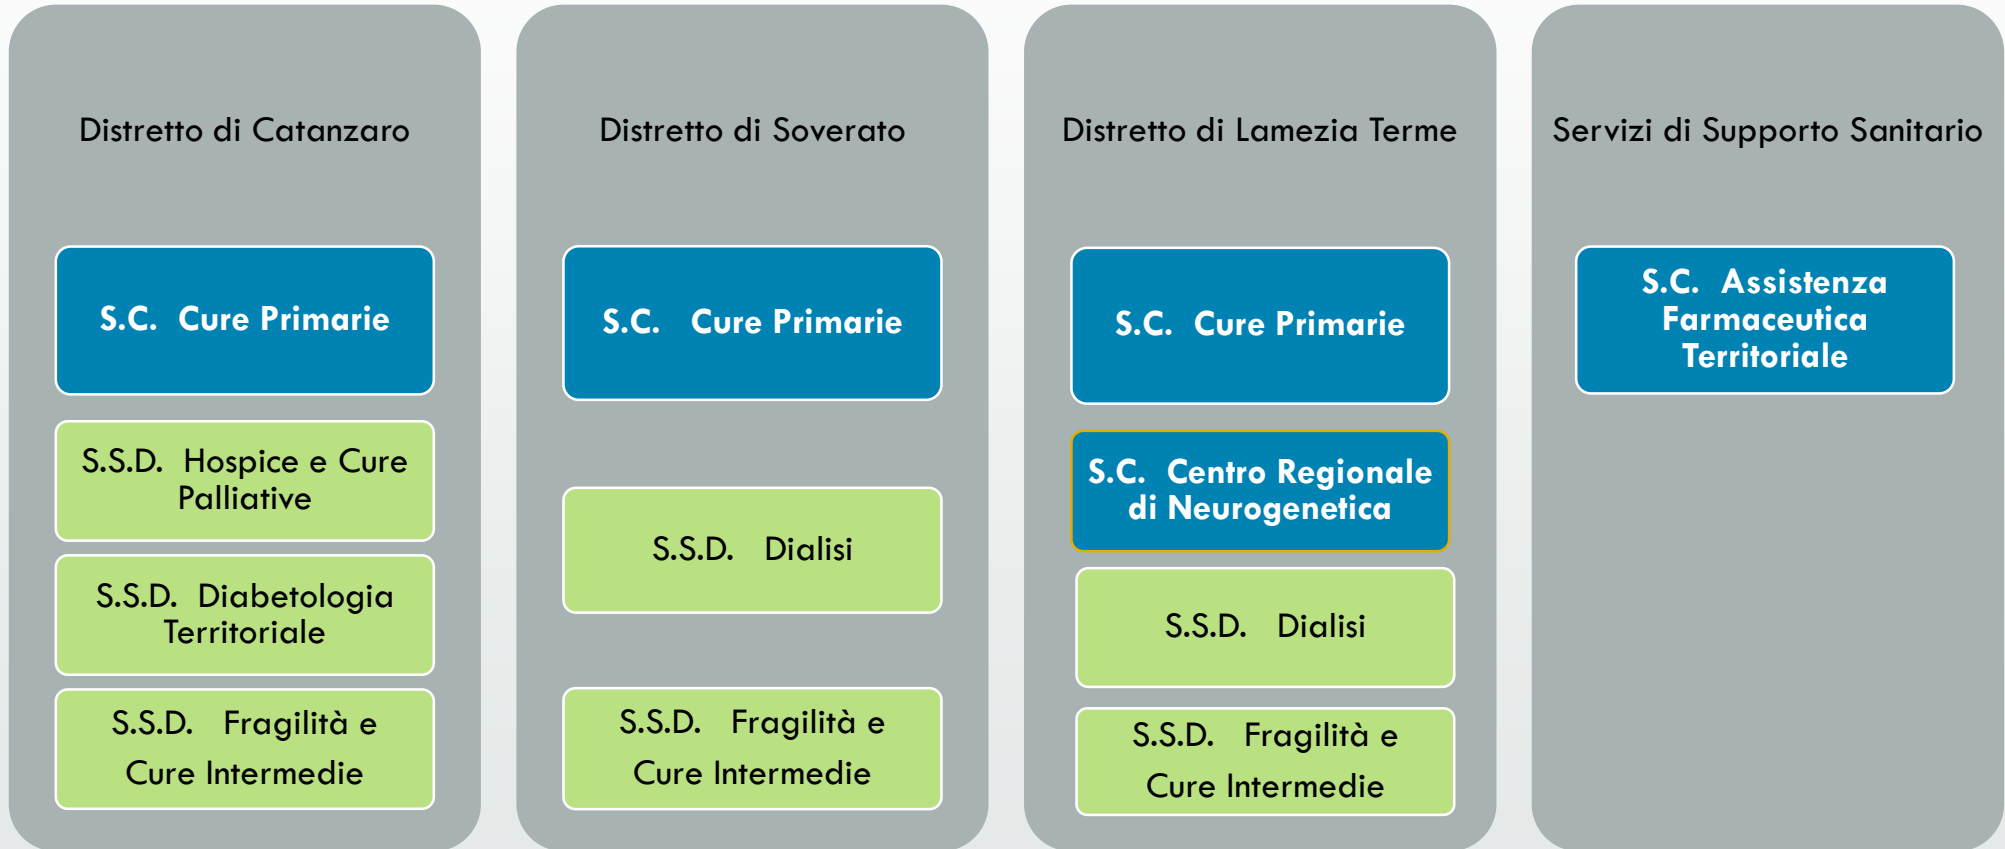 Distretto di Catanzaro
S.C. Cure Primarie
S.S.D. Hospice e Cure
Palliative
S.S.D. Diabetologia
Territoriale
S.S.D. Fragilità e
Cure Intermedie
Distretto di Soverato
S.C. Cure Primarie
S.S.D. Dialisi
S.S.D. Fragilità e
Cure Intermedie
Distretto di Lamezia Terme
S.C. Cure Primarie
S.C. Centro Regionale
di Neurogenetica
S.S.D. Dialisi
S.S.D. Fragilità e
Cure Intermedie
Servizi di Supporto Sanitario
S.C. Assistenza
Farmaceutica
Territoriale